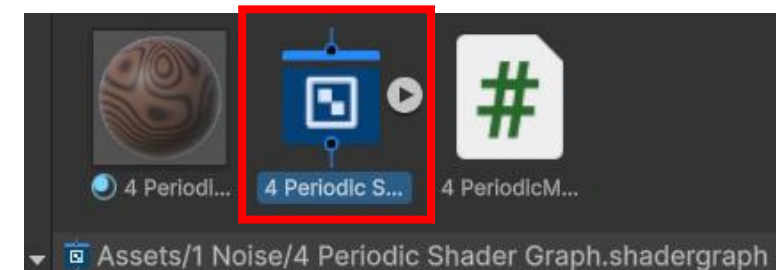 4 Periodi...
4 Periodic S...
4 PeriodicM...
Assets/1 Noise/4 Periodic Shader Graph.shadergraph